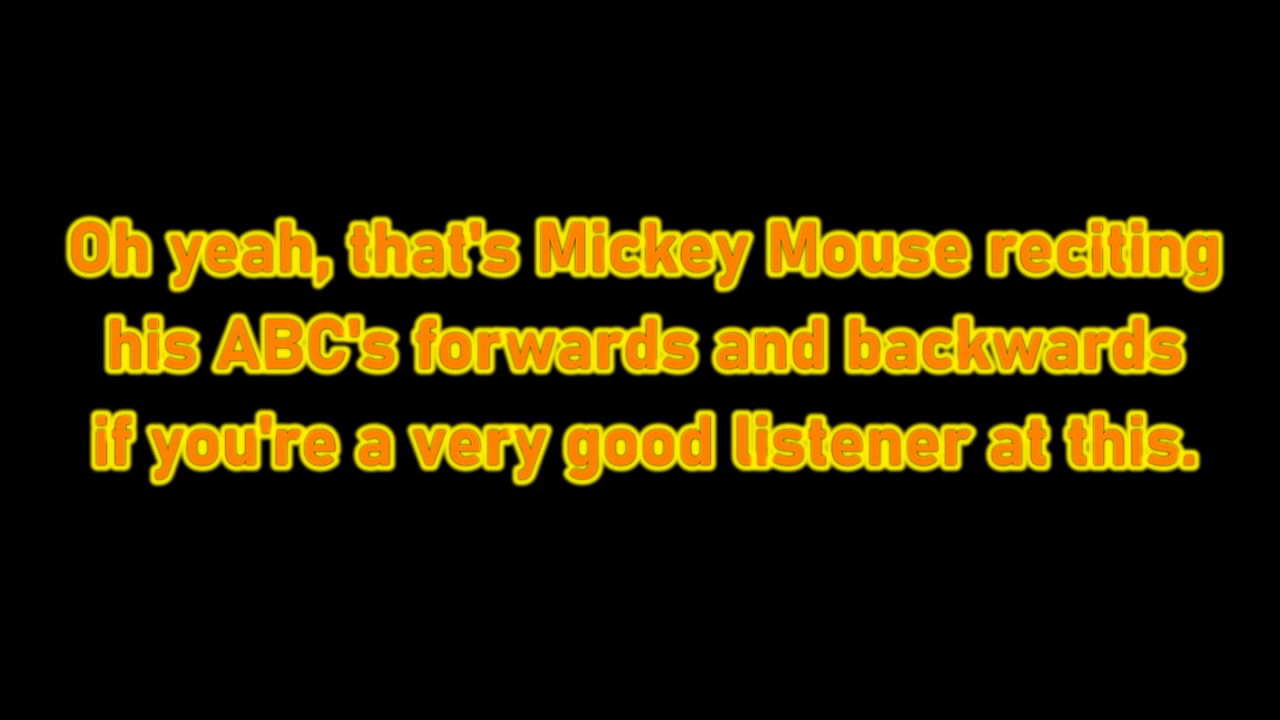 Oh yeah, that's Mickey Mouse reciting
his ABC's forwards and backwards
if you're a very good listener at this.